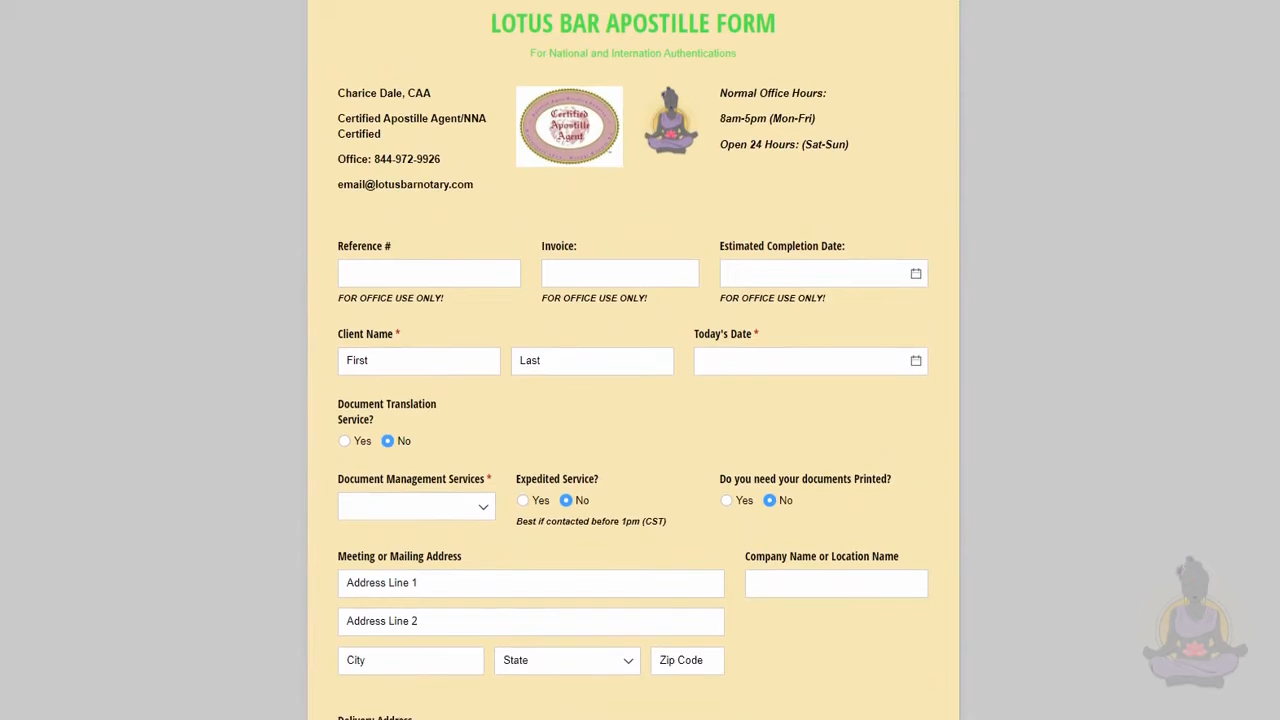 LOTUS BAR APOSTILLE FORM
For National and Internation Authentications
Charice Dale, CAA
Certified Apostille Agent/NNA
Certified
Office: 844-972-9926
email@lotusbarnotary.com
Certified
Apostille
Agent
Normal Office Hours:
8am-5pm (Mon-Fri)
Open 24 Hours: (Sat-Sun)
Reference #
Invoice:
Estimated Completion Date:
FOR OFFICE USE ONLY!
FOR OFFICE USE ONLY!
FOR OFFICE USE ONLY!
Client Name *
Today's Date *
First
Last
Document Translation
Service?
Yes
No
Document Management Services *
Expedited Service?
Do you need your documents Printed?
Yes
No
Yes
No
Best if contacted before 1pm (CST)
Meeting or Mailing Address
Company Name or Location Name
Address Line 1
Address Line 2
City
State
Zip Code
Delivery Address